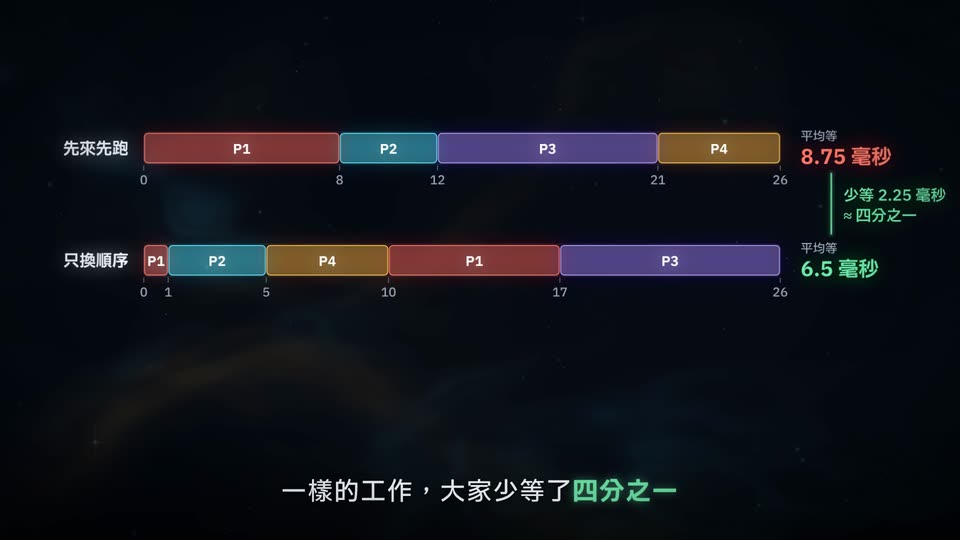 先來先跑
P1 P2 P3 P4
0 8 12 21 26
平均等
8.75 毫秒
少等 2.25 毫秒
≈ 四分之一
只換順序
P1 P2 P4 P1 P3
0 1 5 10 17 26
平均等
6.5 毫秒
一樣的工作，大家少等了四分之一